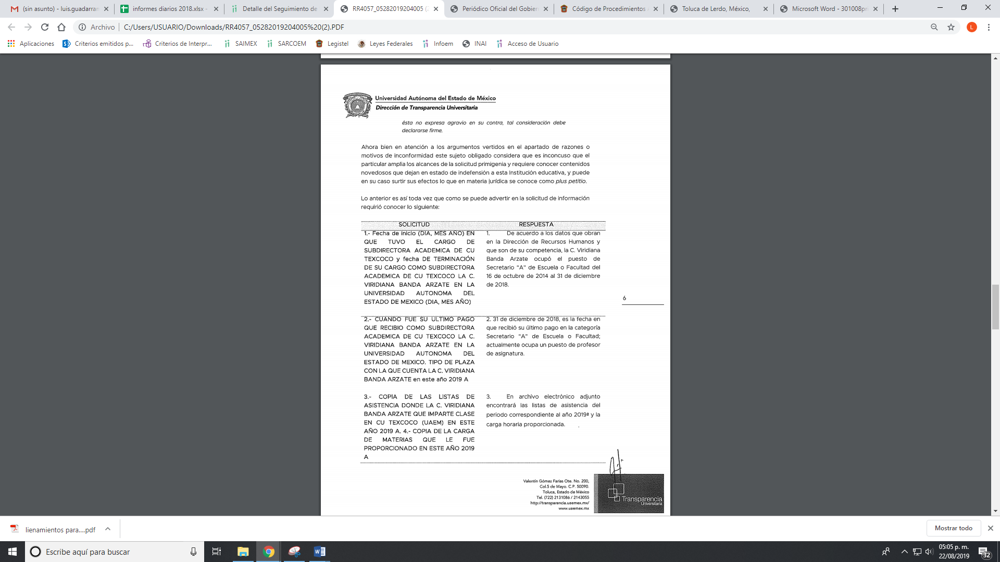 (sin asunto) - luis.guadarran
informes diarios 2018.xlsx -
Detalle del Seguimiento de
RR4057_05282019204005 (2
Periódico Oficial del Gobier
Código de Procedimientos A
Toluca de Lerdo, México,
Microsoft Word - 301008pr
Archivo
C:/Users/USUARIO/Downloads/RR4057_05282019204005%20(2).PDF
L
Aplicaciones
Criterios emitidos p...
Criterios de Interpr...
SAIMEX
SARCOEM
Legistel
Leyes Federales
Infoem
INAI
Acceso de Usuario
Universidad Autónoma del Estado de México
Dirección de Transparencia Universitaria
ésta no expresa agravio en su contra, tal consideración debe
declararse firme.
Ahora bien en atención a los argumentos vertidos en el apartado de razones o
motivos de inconformidad este sujeto obligado considera que es inconcuso que el
particular amplia los alcances de la solicitud primigenia y requiere conocer contenidos
novedosos que dejan en estado de indefensión a esta Institución educativa, y puede
en su caso surtir sus efectos lo que en materia jurídica se conoce como plus petitio.
Lo anterior es así toda vez que como se puede advertir en la solicitud de información
requirió conocer lo siguiente:
SOLICITUD
RESPUESTA
1.- Fecha de inicio (DIA, MES AÑO) EN
QUE TUVO EL CARGO DE
SUBDIRECTORA ACADEMICA DE CU
TEXCOCO y fecha DE TERMINACIÓN
DE SU CARGO COMO SUBDIRECTORA
ACADEMICA DE CU TEXCOCO LA C.
VIRIDIANA BANDA ARZATE EN LA
UNIVERSIDAD AUTONOMA DEL
ESTADO DE MEXICO (DIA, MES AÑO)
1. De acuerdo a los datos que obran
en la Dirección de Recursos Humanos y
que son de su competencia, la C. Viridiana
Banda Arzate ocupó el puesto de
Secretario “A” de Escuela o Facultad del
16 de octubre de 2014 al 31 de diciembre
de 2018.
6
2.- CUANDO FUE SU ULTIMO PAGO
QUE RECIBIO COMO SUBDIRECTORA
ACADEMICA DE CU TEXCOCO LA C.
VIRIDIANA BANDA ARZATE EN LA
UNIVERSIDAD AUTONOMA DEL
ESTADO DE MEXICO. TIPO DE PLAZA
CON LA QUE CUENTA LA C. VIRIDIANA
BANDA ARZATE en este año 2019 A
2. 31 de diciembre de 2018, es la fecha en
que recibió su último pago en la categoría
Secretario “A” de Escuela o Facultad;
actualmente ocupa un puesto de profesor
de asignatura.
3.- COPIA DE LAS LISTAS DE
ASISTENCIA DONDE LA C. VIRIDIANA
BANDA ARZATE QUE IMPARTE CLASE
EN CU TEXCOCO (UAEM) EN ESTE
AÑO 2019 A. 4.- COPIA DE LA CARGA
DE MATERIAS QUE LE FUE
PROPORCIONADO EN ESTE AÑO 2019
A
3. En archivo electrónico adjunto
encontrará las listas de asistencia del
periodo correspondiente al año 2019ª y la
carga horaria proporcionada.
Valentín Gómez Farias Ote. No. 200,
Col.5 de Mayo. C.P. 50090.
Toluca, Estado de México
Tel. (722) 2131086 / 2143055
http://transparencia.uaemex.mx/
www.uaemex.mx
Transparencia
Universitaria
lienamientos para....pdf
Mostrar todo
Escribe aquí para buscar
05:05 p. m.
22/08/2019
32